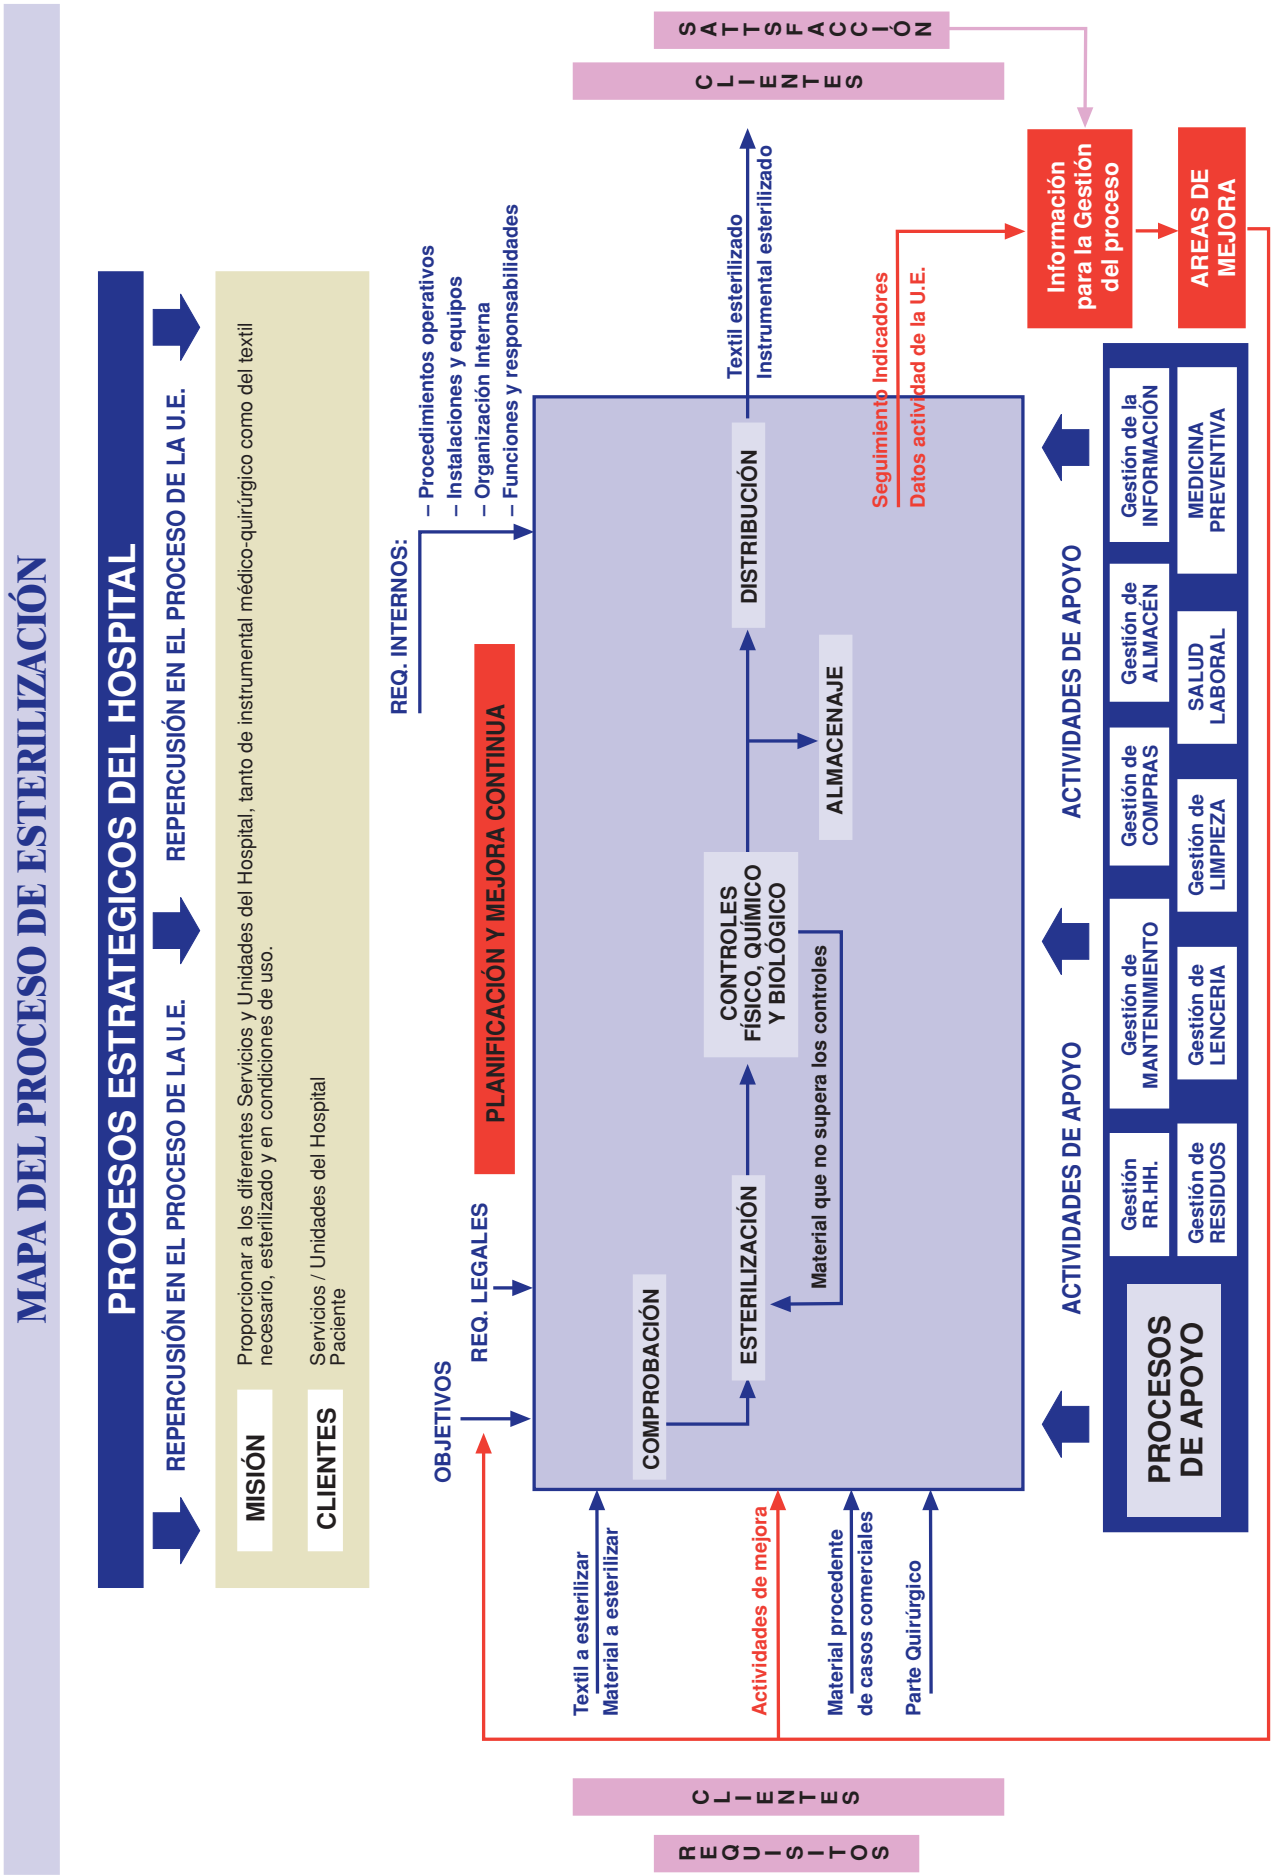 MAPA DEL PROCESO DE ESTERILIZACIÓN
PROCESOS ESTRATEGICOS DEL HOSPITAL
REPERCUSIÓN EN EL PROCESO DE LA U.E.
REPERCUSIÓN EN EL PROCESO DE LA U.E.
MISIÓN
Proporcionar a los diferentes Servicios y Unidades del Hospital, tanto de instrumental médico-quirúrgico como del textil
necesario, esterilizado y en condiciones de uso.
CLIENTES
Servicios / Unidades del Hospital
Paciente
OBJETIVOS
REQ. LEGALES
PLANIFICACIÓN Y MEJORA CONTINUA
REQ. INTERNOS:
– Procedimientos operativos
– Instalaciones y equipos
– Organización Interna
– Funciones y responsabilidades
REQUISITOS
CLIENTES
Textil a esterilizar
Material a esterilizar
Actividades de mejora
Material procedente
de casos comerciales
Parte Quirúrgico
COMPROBACIÓN
ESTERILIZACIÓN
CONTROLES
FÍSICO, QUÍMICO
Y BIOLÓGICO
Material que no supera los controles
ALMACENAJE
DISTRIBUCIÓN
Textil esterilizado
Instrumental esterilizado
Seguimiento Indicadores
Datos actividad de la U.E.
CLIENTES
SATTSFACCIÓN
Información
para la Gestión
del proceso
AREAS DE
MEJORA
ACTIVIDADES DE APOYO
ACTIVIDADES DE APOYO
PROCESOS
DE APOYO
Gestión
RR.HH.
Gestión de
MANTENIMIENTO
Gestión de
COMPRAS
Gestión de
ALMACÉN
Gestión de la
INFORMACIÓN
Gestión de
RESIDUOS
Gestión de
LENCERIA
Gestión de
LIMPIEZA
SALUD
LABORAL
MEDICINA
PREVENTIVA